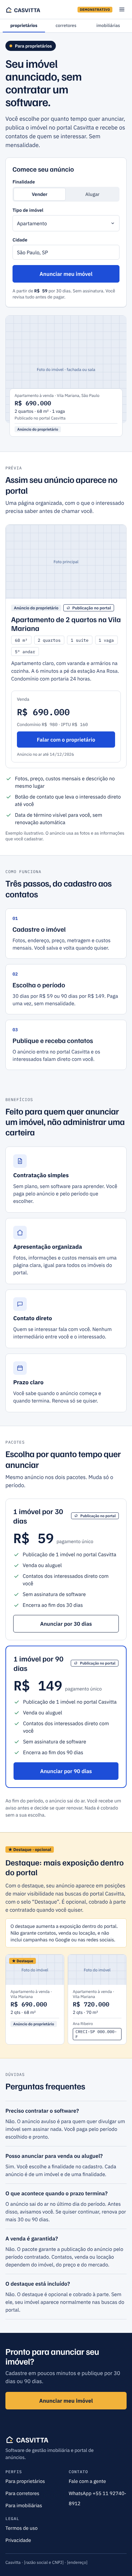 CASVITTA
DEMONSTRATIVO
proprietários
corretores
imobiliárias
Para proprietários
Seu imóvel
anunciado, sem
contratar um
software.
Escolha por quanto tempo quer anunciar,
publica o imóvel no portal Casvitta e recebe os
contatos de quem se interessar. Sem
mensalidade.
Comece seu anúncio
Finalidade
Vender
Alugar
Tipo de imóvel
Apartamento
Cidade
São Paulo, SP
Anunciar meu imóvel
A partir de R$ 59 por 30 dias. Sem assinatura. Você
revisa tudo antes de pagar.
Foto do imóvel · fachada ou sala
Apartamento à venda · Vila Mariana, São Paulo
R$ 690.000
2 quartos · 68 m² · 1 vaga
Publicado no portal Casvitta
Anúncio do proprietário
PRÉVIA
Assim seu anúncio aparece no
portal
Uma página organizada, com o que o interessado
precisa saber antes de chamar você.
Foto principal
Anúncio do proprietário
Publicação no portal
Apartamento de 2 quartos na Vila
Mariana
68 m²
2 quartos
1 suíte
1 vaga
5º andar
Apartamento claro, com varanda e armários na
cozinha. A 6 minutos a pé da estação Ana Rosa.
Condomínio com portaria 24 horas.
Venda
R$ 690.000
Condomínio R$ 980 · IPTU R$ 160
Falar com o proprietário
Anúncio no ar até 14/12/2026
Fotos, preço, custos mensais e descrição no
mesmo lugar
Botão de contato que leva o interessado direto
até você
Data de término visível para você, sem
renovação automática
Exemplo ilustrativo. O anúncio usa as fotos e as informações
que você cadastrar.
COMO FUNCIONA
Três passos, do cadastro aos
contatos
01
Cadastre o imóvel
Fotos, endereço, preço, metragem e custos
mensais. Você salva e volta quando quiser.
02
Escolha o período
30 dias por R$ 59 ou 90 dias por R$ 149. Paga
uma vez, sem mensalidade.
03
Publique e receba contatos
O anúncio entra no portal Casvitta e os
interessados falam direto com você.
BENEFÍCIOS
Feito para quem quer anunciar
um imóvel, não administrar uma
carteira
Contratação simples
Sem plano, sem software para aprender. Você
paga pelo anúncio e pelo período que
escolher.
Apresentação organizada
Fotos, informações e custos mensais em uma
página clara, igual para todos os imóveis do
portal.
Contato direto
Quem se interessar fala com você. Nenhum
intermediário entre você e o interessado.
Prazo claro
Você sabe quando o anúncio começa e
quando termina. Renova só se quiser.
PACOTES
Escolha por quanto tempo quer
anunciar
Mesmo anúncio nos dois pacotes. Muda só o
período.
1 imóvel por 30
dias
Publicação no portal
R$ 59 pagamento único
Publicação de 1 imóvel no portal Casvitta
Venda ou aluguel
Contatos dos interessados direto com
você
Sem assinatura de software
Encerra ao fim dos 30 dias
Anunciar por 30 dias
1 imóvel por 90
dias
Publicação no portal
R$ 149 pagamento único
Publicação de 1 imóvel no portal Casvitta
Venda ou aluguel
Contatos dos interessados direto com
você
Sem assinatura de software
Encerra ao fim dos 90 dias
Anunciar por 90 dias
Ao fim do período, o anúncio sai do ar. Você recebe um
aviso antes e decide se quer renovar. Nada é cobrado
sem a sua escolha.
Destaque · opcional
Destaque: mais exposição dentro
do portal
Com o destaque, seu anúncio aparece em posições
de maior visibilidade nas buscas do portal Casvitta,
com o selo "Destaque". É opcional, cobrado à parte
e contratado quando você quiser.
O destaque aumenta a exposição dentro do portal.
Não garante contatos, venda ou locação, e não
inclui campanhas no Google ou nas redes sociais.
Destaque
Foto do imóvel
Apartamento à venda ·
Vila Mariana
R$ 690.000
2 qts · 68 m²
Anúncio do proprietário
Foto do imóvel
Apartamento à venda ·
Vila Mariana
R$ 720.000
2 qts · 70 m²
Ana Ribeiro
CRECI-SP 000.000-
F
DÚVIDAS
Perguntas frequentes
Preciso contratar o software?
Não. O anúncio avulso é para quem quer divulgar um
imóvel sem assinar nada. Você paga pelo período
escolhido e pronto.
Posso anunciar para venda ou aluguel?
Sim. Você escolhe a finalidade no cadastro. Cada
anúncio é de um imóvel e de uma finalidade.
O que acontece quando o prazo termina?
O anúncio sai do ar no último dia do período. Antes
disso, avisamos você. Se quiser continuar, renova por
mais 30 ou 90 dias.
A venda é garantida?
Não. O pacote garante a publicação do anúncio pelo
período contratado. Contatos, venda ou locação
dependem do imóvel, do preço e do mercado.
O destaque está incluído?
Não. O destaque é opcional e cobrado à parte. Sem
ele, seu imóvel aparece normalmente nas buscas do
portal.
Pronto para anunciar seu
imóvel?
Cadastre em poucos minutos e publique por 30
dias ou 90 dias.
Anunciar meu imóvel
CASVITTA
Software de gestão imobiliária e portal de
anúncios.
PERFIS
Para proprietários
Para corretores
Para imobiliárias
CONTATO
Fale com a gente
WhatsApp +55 11 92740-
8912
LEGAL
Termos de uso
Privacidade
Casvitta · [razão social e CNPJ] · [endereço]